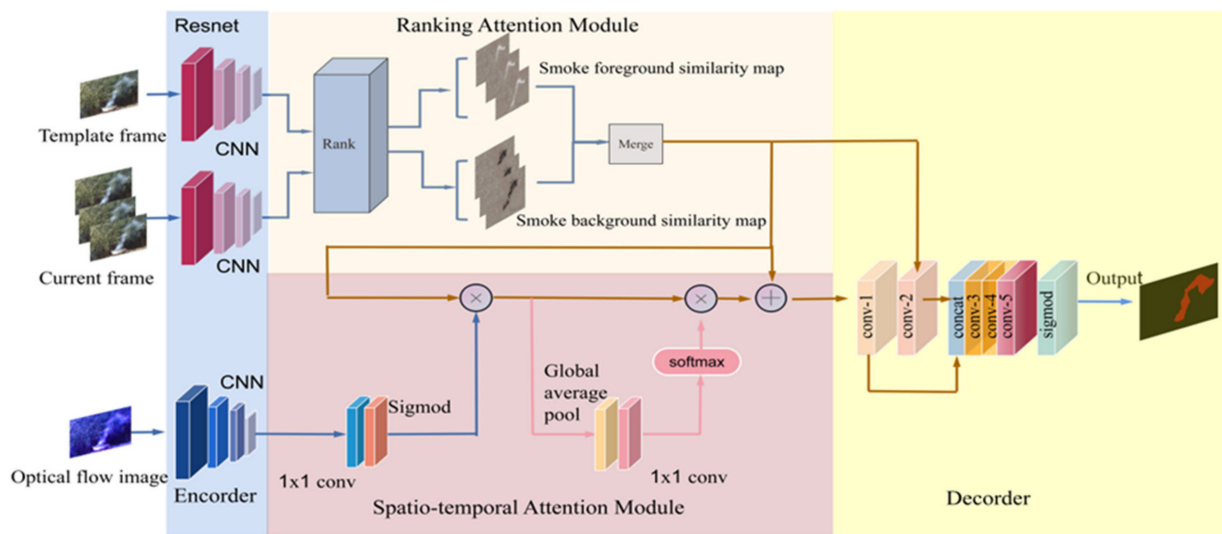 Resnet
Ranking Attention Module
Smoke foreground similarity map
Template frame
CNN
Rank
Merge
Smoke background similarity map
Current frame
CNN
conv-1
conv-2
concat
conv-3
conv-4
conv-5
sigmod
Output
softmax
CNN
Sigmod
Global
average
pool
Optical flow image
Encorder
1x1 conv
1x1 conv
Spatio-temporal Attention Module
Decorder